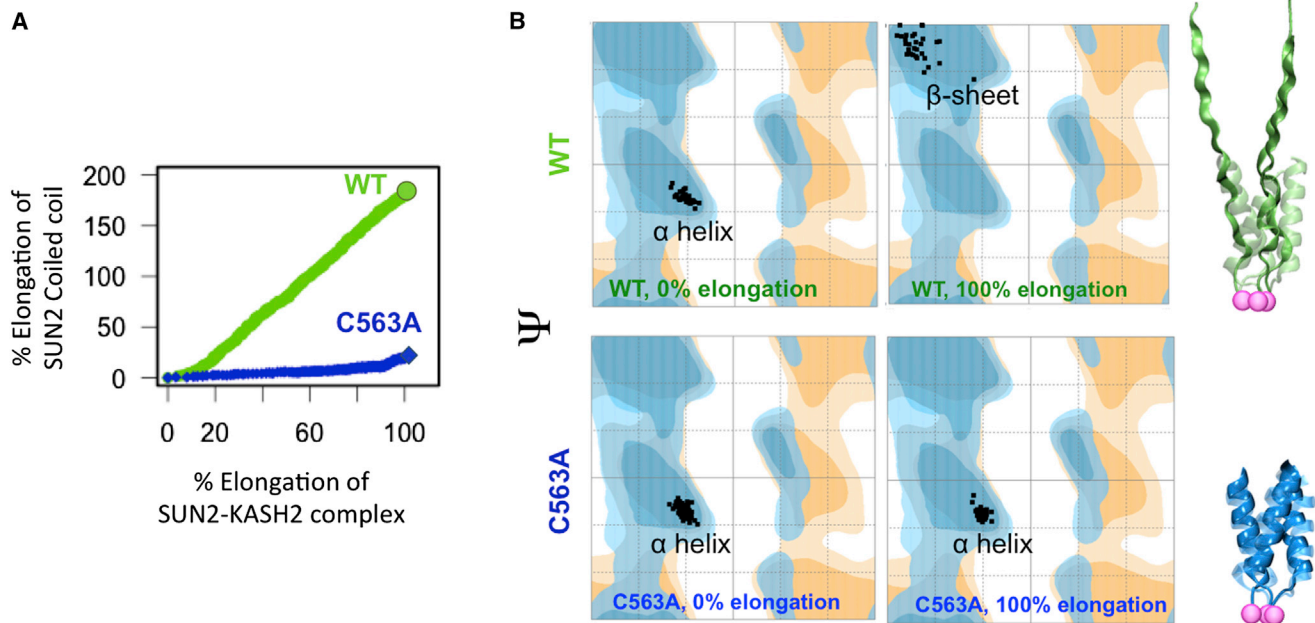 A
% Elongation of
SUN2 Coiled coil
200
150
100
50
0
WT
C563A
0
20
60
100
% Elongation of
SUN2-KASH2 complex
B
WT
Ψ
C563A
α helix
WT, 0% elongation
β-sheet
WT, 100% elongation
α helix
C563A, 0% elongation
α helix
C563A, 100% elongation